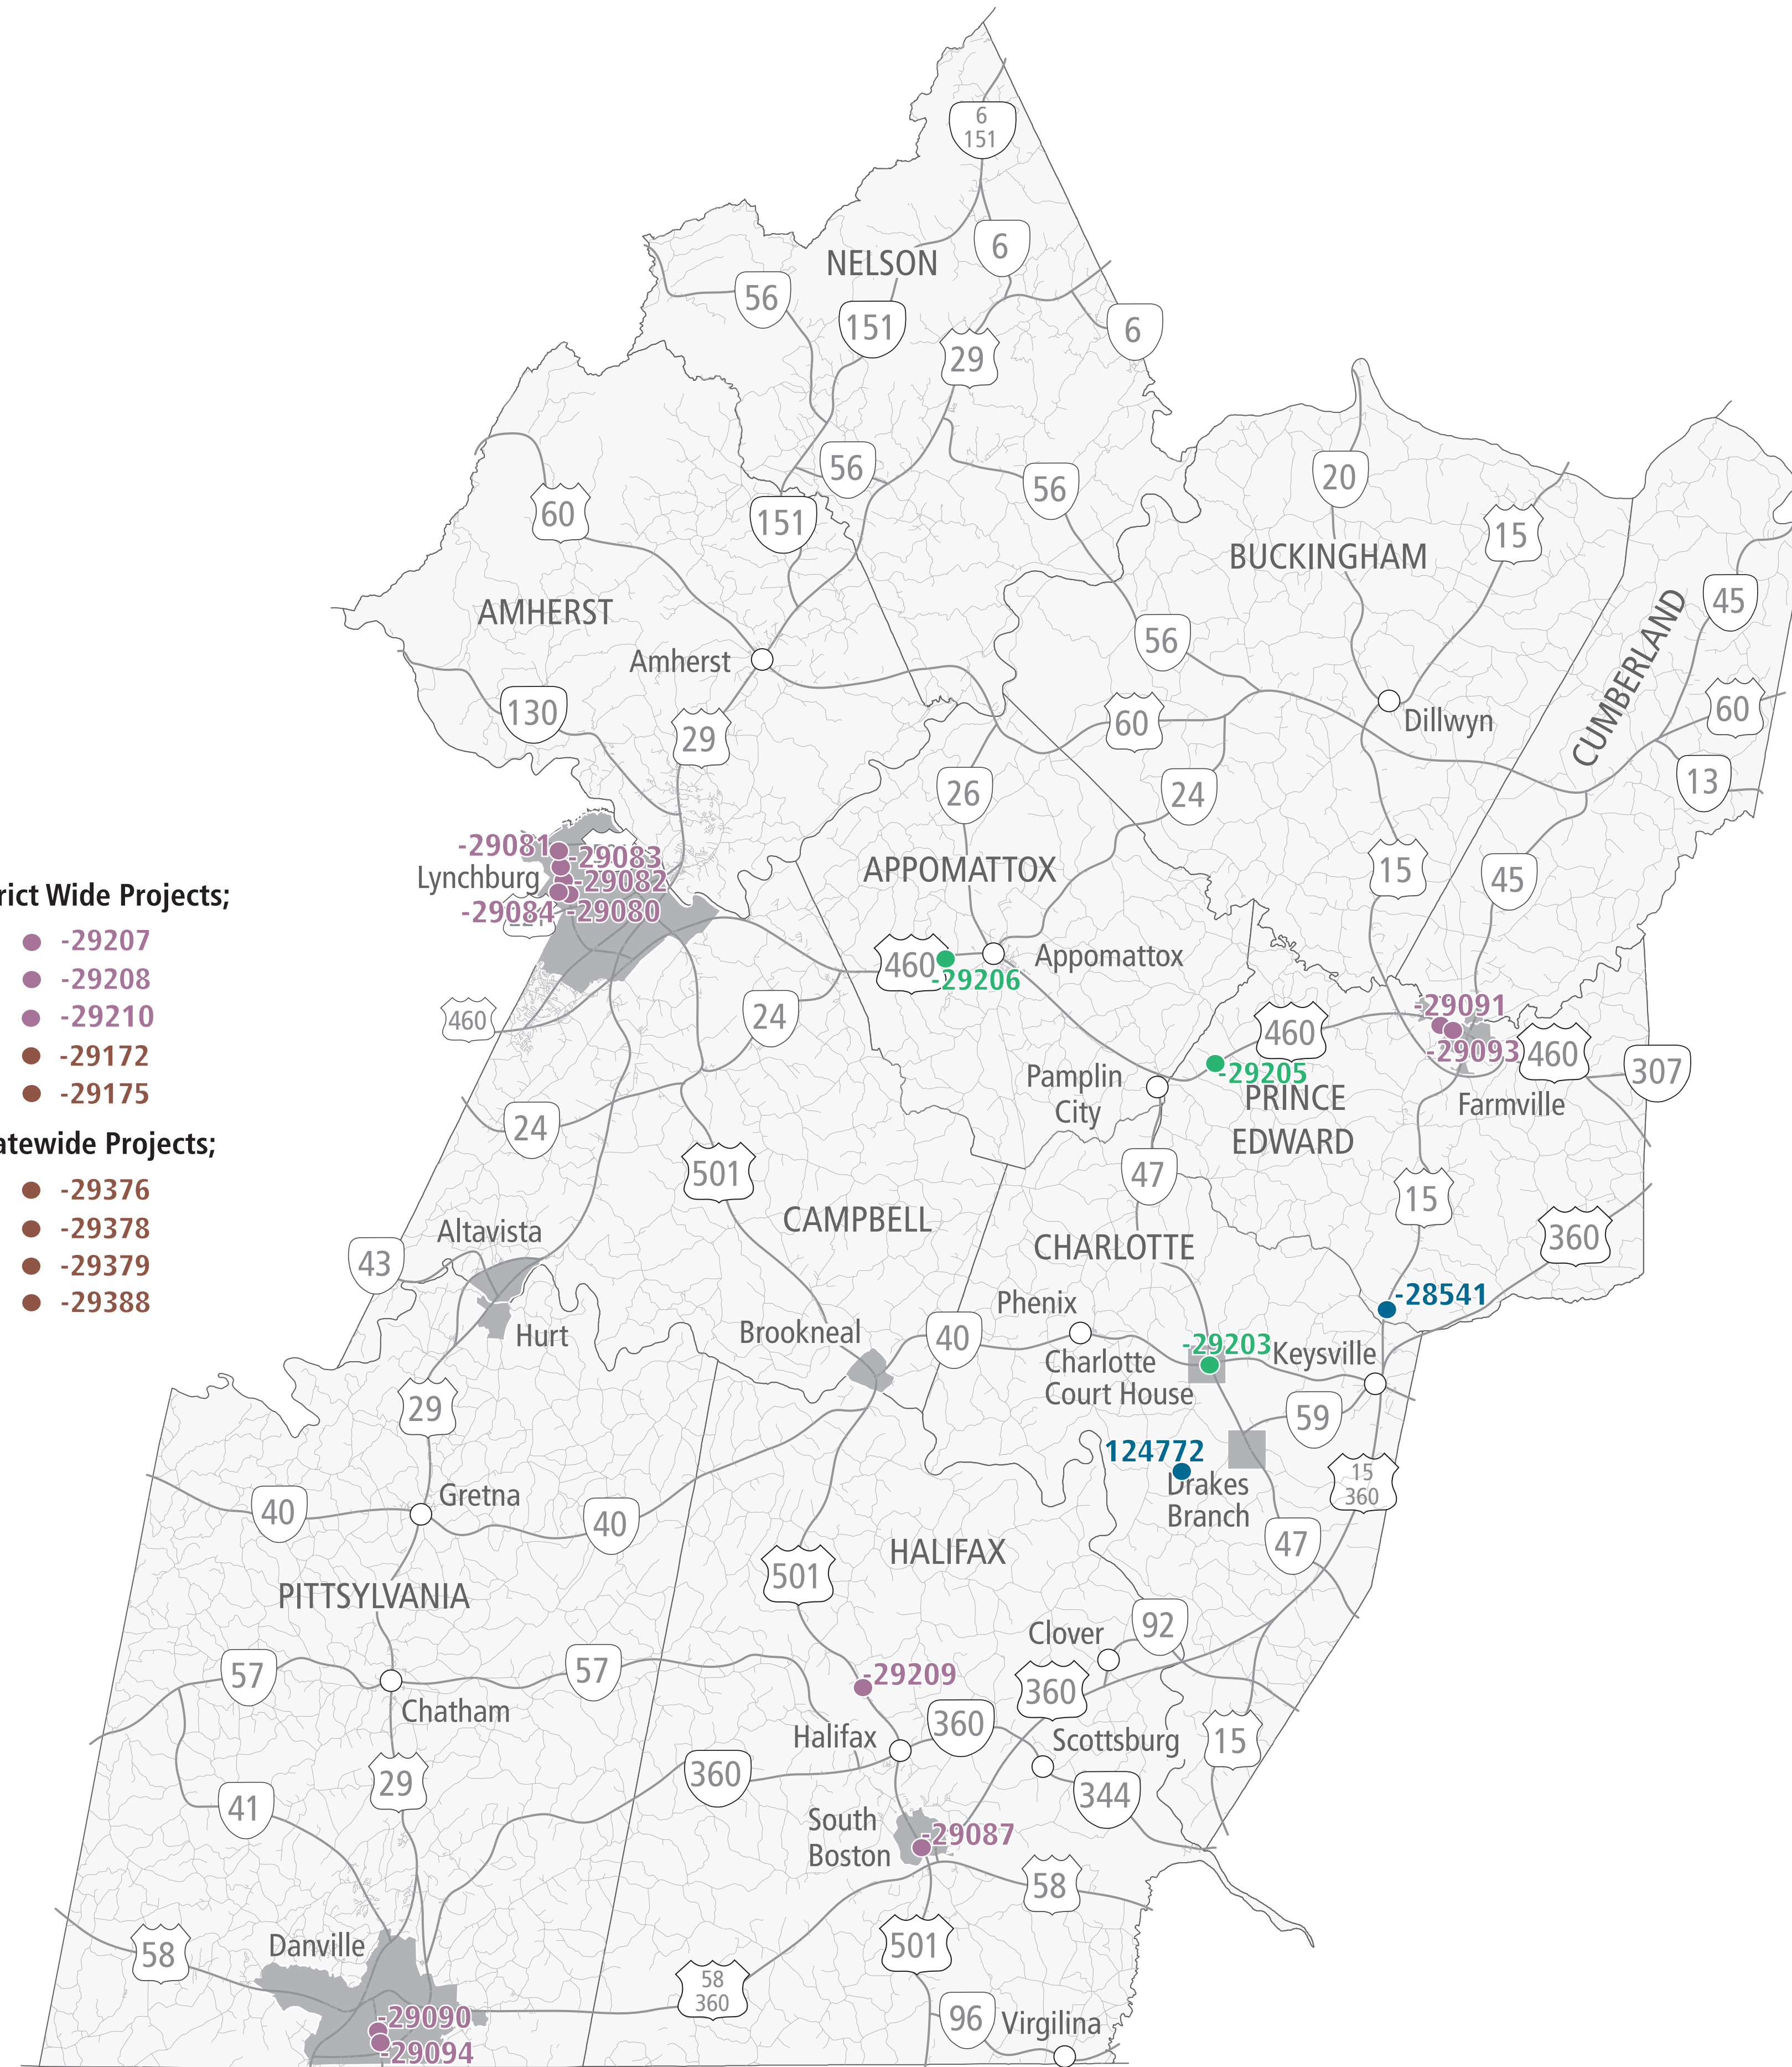 6
151
NELSON
6
56
151
6
29
56
56
20
60
151
15
BUCKINGHAM
AMHERST
45
CUMBERLAND
56
Amherst
130
29
60
Dillwyn
60
26
24
13
-29081
-29083
Lynchburg
-29082
-29084
-29080
APPOMATTOX
15
45
rict Wide Projects;
-29207
-29208
-29210
-29172
-29175
atewide Projects;
-29376
-29378
-29379
-29388
460
-29206
Appomattox
460
24
460
-29091
-29093
460
307
-29205
Pamplin
City
PRINCE
EDWARD
Farmville
24
501
47
15
CAMPBELL
Altavista
43
CHARLOTTE
360
-28541
Hurt
Brookneal
40
Phenix
-29203
Keysville
Charlotte
Court House
29
59
124772
Drakes
Branch
15
360
40
Gretna
40
47
501
HALIFAX
PITTSYLVANIA
92
Clover
57
57
-29209
360
Chatham
Halifax
360
Scottsburg
15
29
360
344
41
South
Boston
-29087
58
58
Danville
501
58
360
-29090
96
Virgilina
-29094